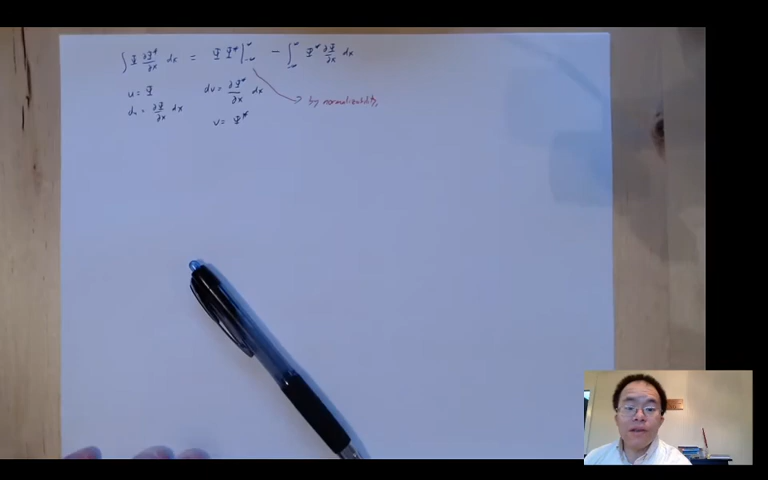 ∫ Ψ ∂Ψ*/∂x dx = Ψ Ψ* |_{-∞}^{∞} - ∫_{-∞}^{∞} Ψ* ∂Ψ/∂x dx
u = Ψ dv = ∂Ψ*/∂x dx
→ by normalizability,
du = ∂Ψ/∂x dx
v = Ψ*